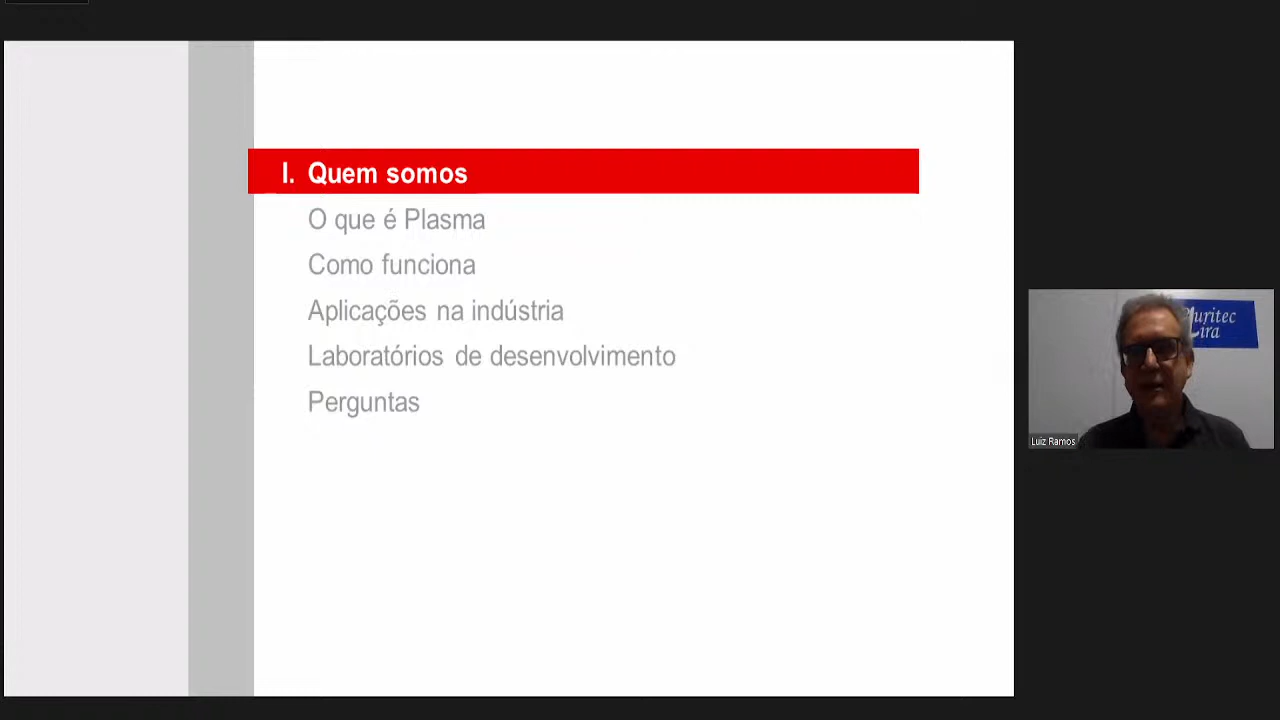 I. Quem somos
O que é Plasma
Como funciona
Aplicações na indústria
Laboratórios de desenvolvimento
Perguntas
Luiz Ramos